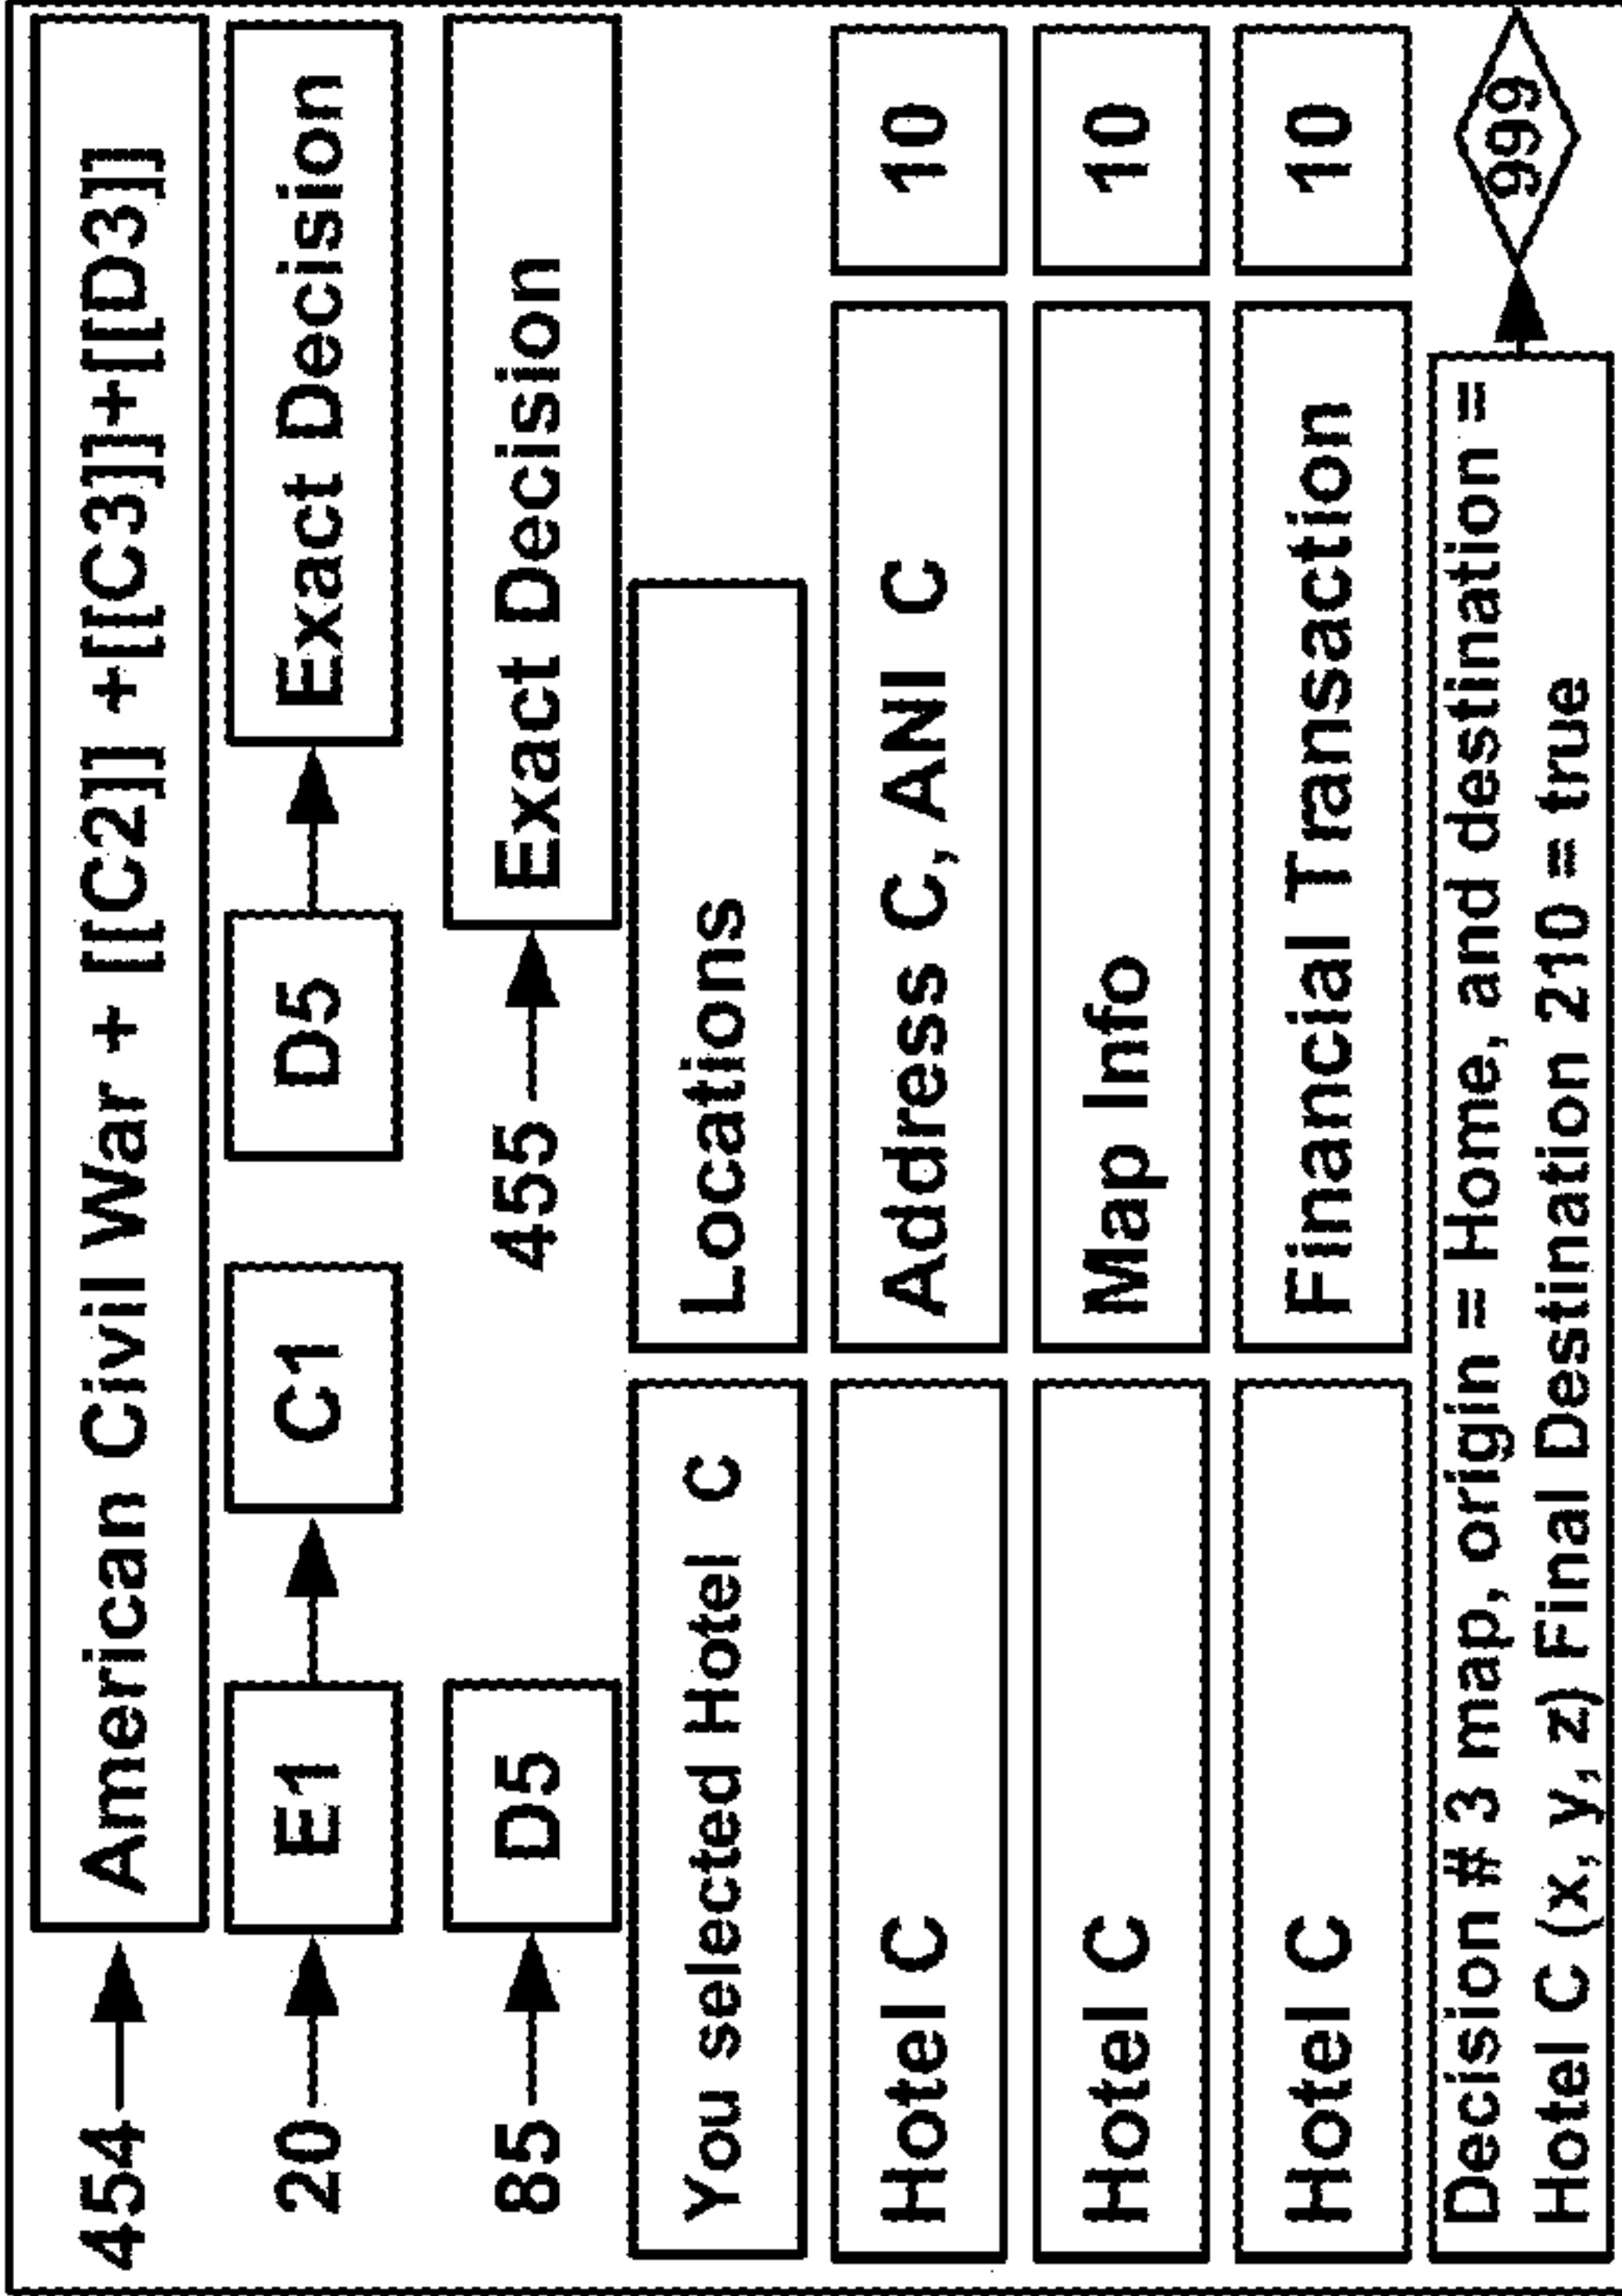 454 American Civil War + [[C2]] +[[C3]]+[[D3]]
20 E1 C1 D5 Exact Decision
85 D5 455 Exact Decision
You selected Hotel C Locations
Hotel C Address C, ANI C 10
Hotel C Map Info 10
Hotel C Financial Transaction 10
Decision # 3 map, origin = Home, and destination = 999
Hotel C (x, y, z) Final Destination 210 = true